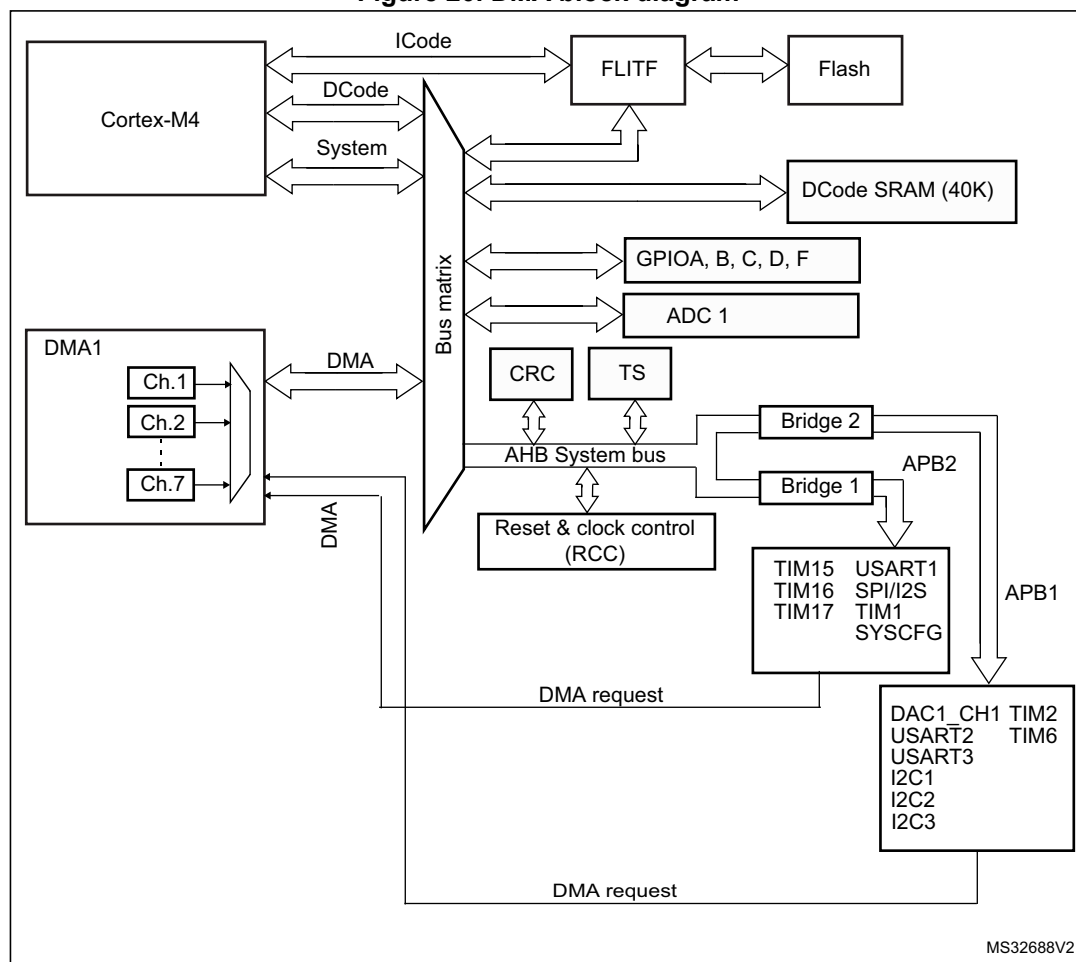 Figure 26. DMA block diagram
ICode
Cortex-M4
DCode
System
FLITF
Flash
DCode SRAM (40K)
Bus matrix
GPIOA, B, C, D, F
ADC 1
DMA1
Ch.1
Ch.2
Ch.7
DMA
DMA
CRC
TS
AHB System bus
Bridge 2
Bridge 1
APB2
APB1
Reset & clock control
(RCC)
TIM15 USART1
TIM16 SPI/I2S
TIM17 TIM1
SYSCFG
DMA request
DAC1_CH1 TIM2
USART2 TIM6
USART3
I2C1
I2C2
I2C3
DMA request
MS32688V2